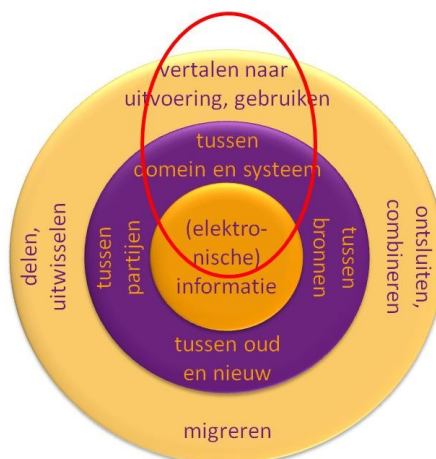 vertalen naar
uitvoering, gebruiken
tussen
domein en systeem
delen,
uitwisselen
tussen
partijen
(elektro-
nische)
informatie
bronnen
tussen
ontsluiten,
combineren
tussen oud
en nieuw
migreren